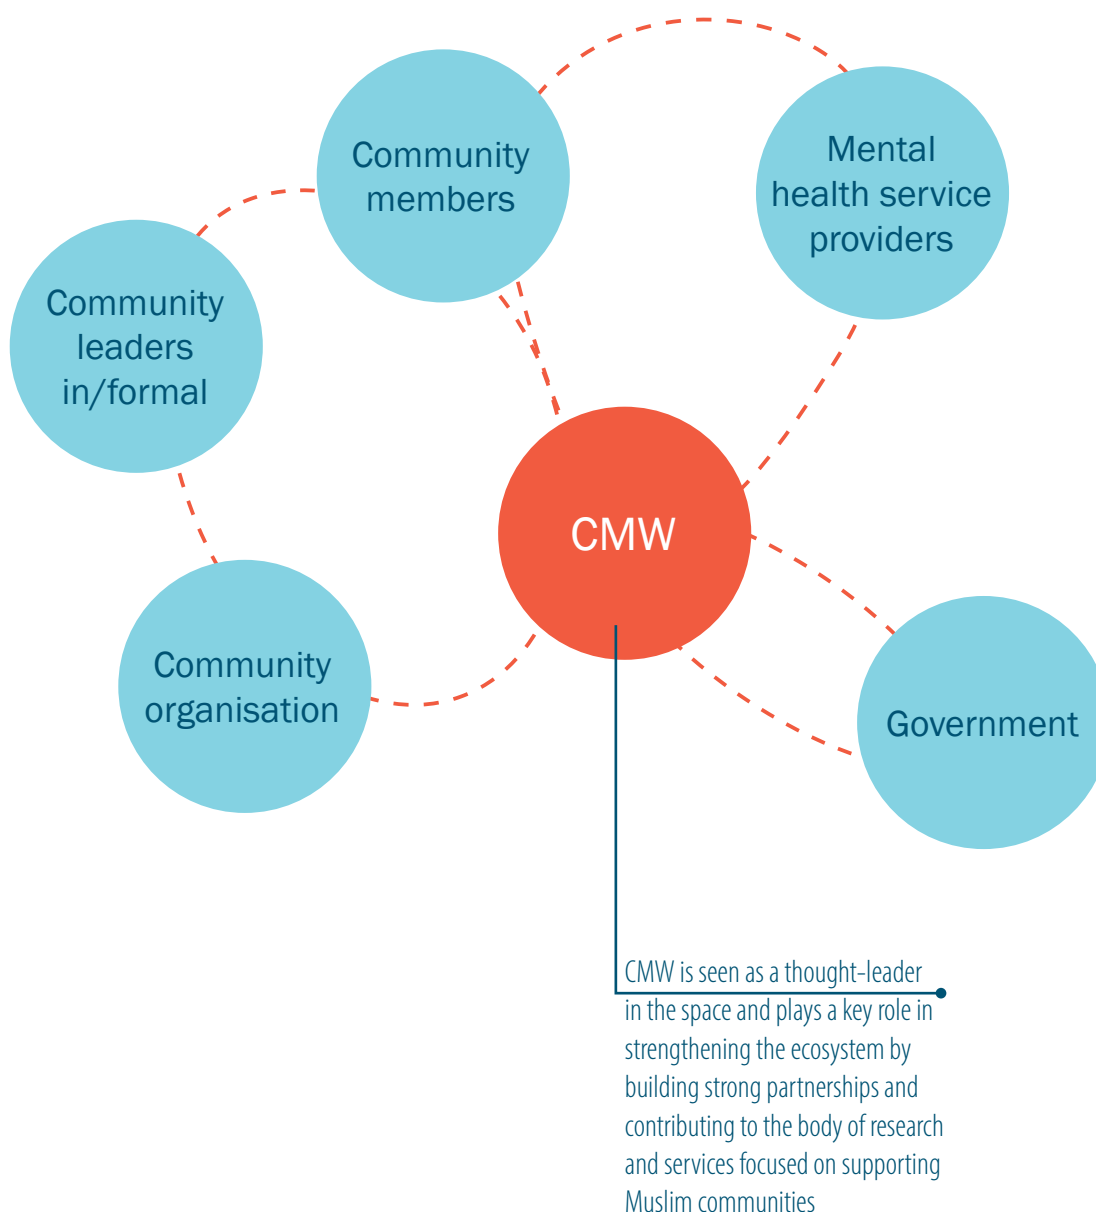 Community
members
Mental
health service
providers
Community
leaders
in/formal
CMW
Community
organisation
Government
CMW is seen as a thought-leader
in the space and plays a key role in
strengthening the ecosystem by
building strong partnerships and
contributing to the body of research
and services focused on supporting
Muslim communities